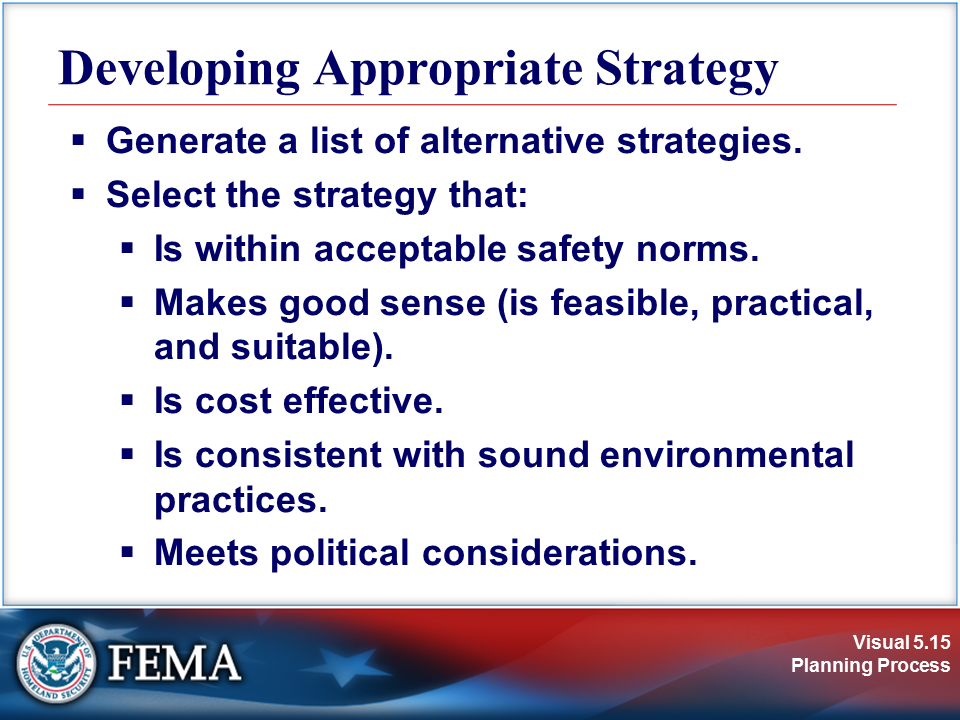 Developing Appropriate Strategy
▪ Generate a list of alternative strategies.
▪ Select the strategy that:
▪ Is within acceptable safety norms.
▪ Makes good sense (is feasible, practical,
and suitable).
▪ Is cost effective.
▪ Is consistent with sound environmental
practices.
▪ Meets political considerations.
U.S. DEPARTMENT OF HOMELAND SECURITY
FEMA
Visual 5.15
Planning Process